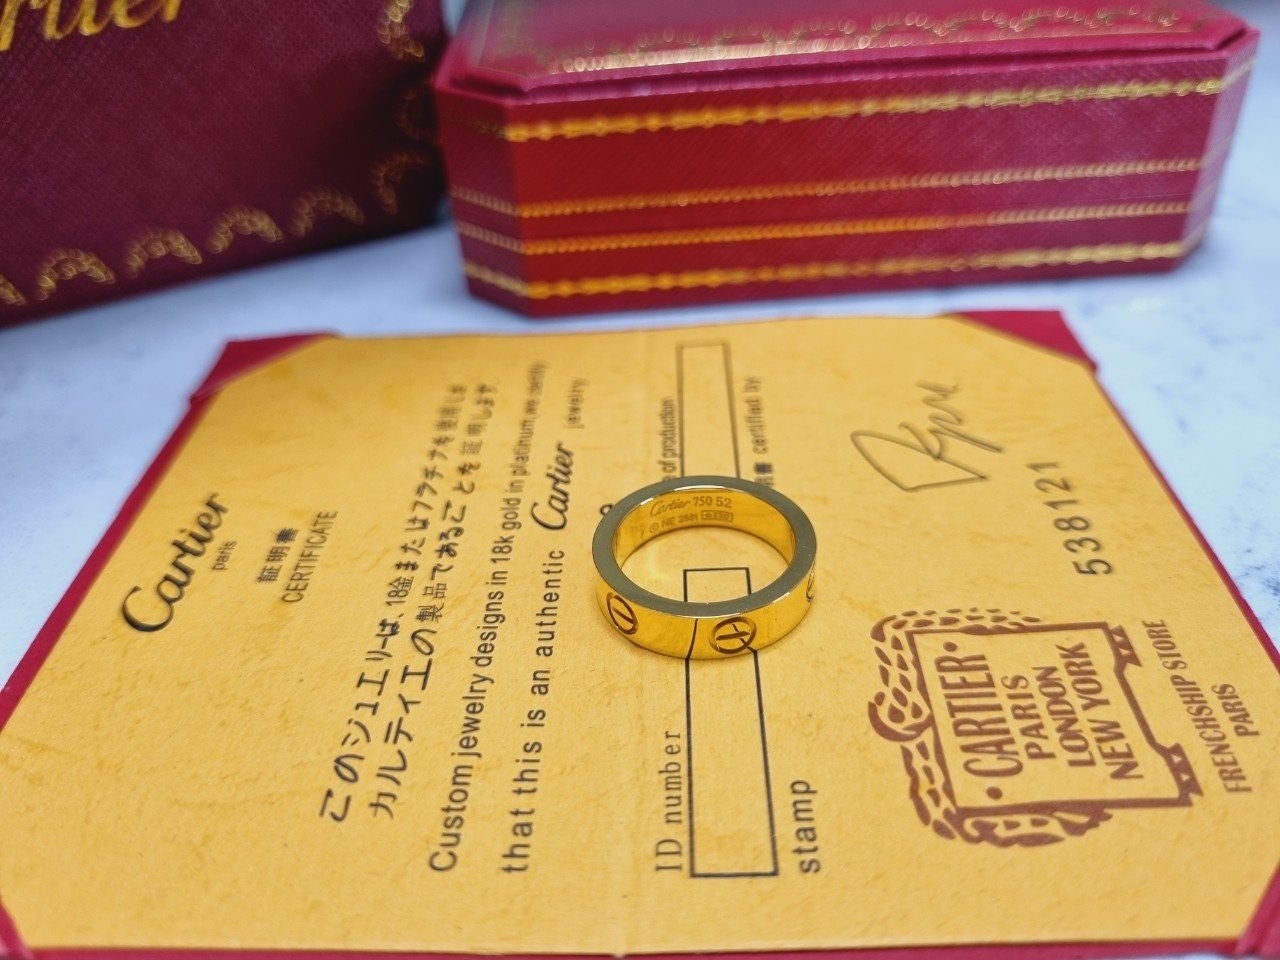 Cartier
paris
証明書
CERTIFICATE
このジュエリーは、18金またはプラチナを使用しま
カルティエの製品であることを証明します
Custom jewelry designs in 18k gold in platinum, we certify
that this is an authentic Cartier jewelry
of production
ID number
certified by
stamp
Cartier 750 52
NE 2881
538121
• CARTIER •
PARIS
LONDON
NEW YORK
FRENCHSHIP STORE
PARIS